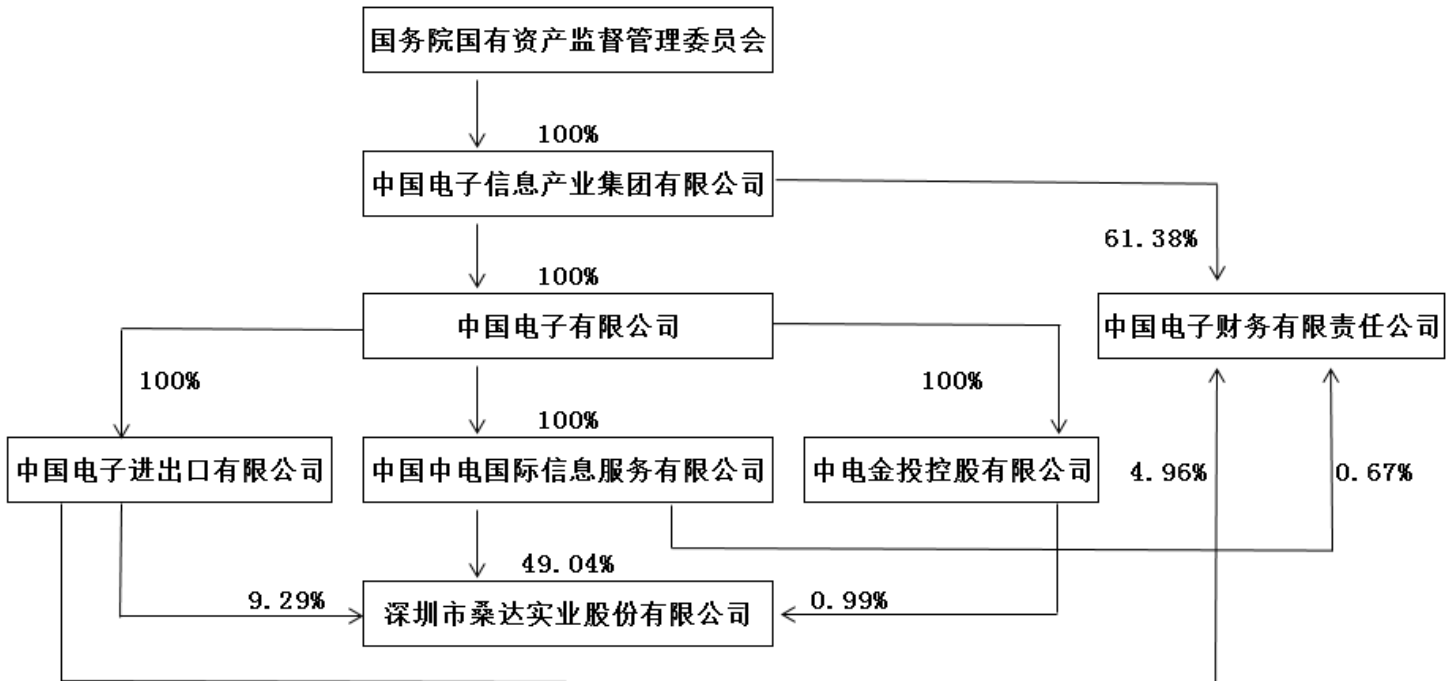 国务院国有资产监督管理委员会
100%
中国电子信息产业集团有限公司
61.38%
100%
中国电子有限公司
中国电子财务有限责任公司
100%
100%
100%
中国电子进出口有限公司
中国中电国际信息服务有限公司
中电金投控股有限公司
4.96%
0.67%
49.04%
9.29%
深圳市桑达实业股份有限公司
0.99%